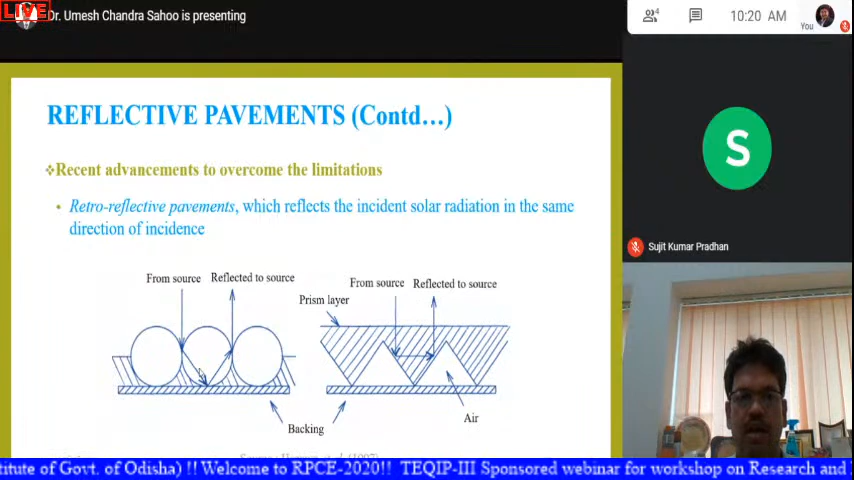 LIVE
Dr. Umesh Chandra Sahoo is presenting
4
10:20 AM
You
REFLECTIVE PAVEMENTS (Contd…)
❖Recent advancements to overcome the limitations
• Retro-reflective pavements, which reflects the incident solar radiation in the same
direction of incidence
From source Reflected to source
From source Reflected to source
Prism layer
Air
Backing
S
Sujit Kumar Pradhan
titute of Govt. of Odisha) !! Welcome to RPCE-2020!! TEQIP-III Sponsored webinar for workshop on Research and